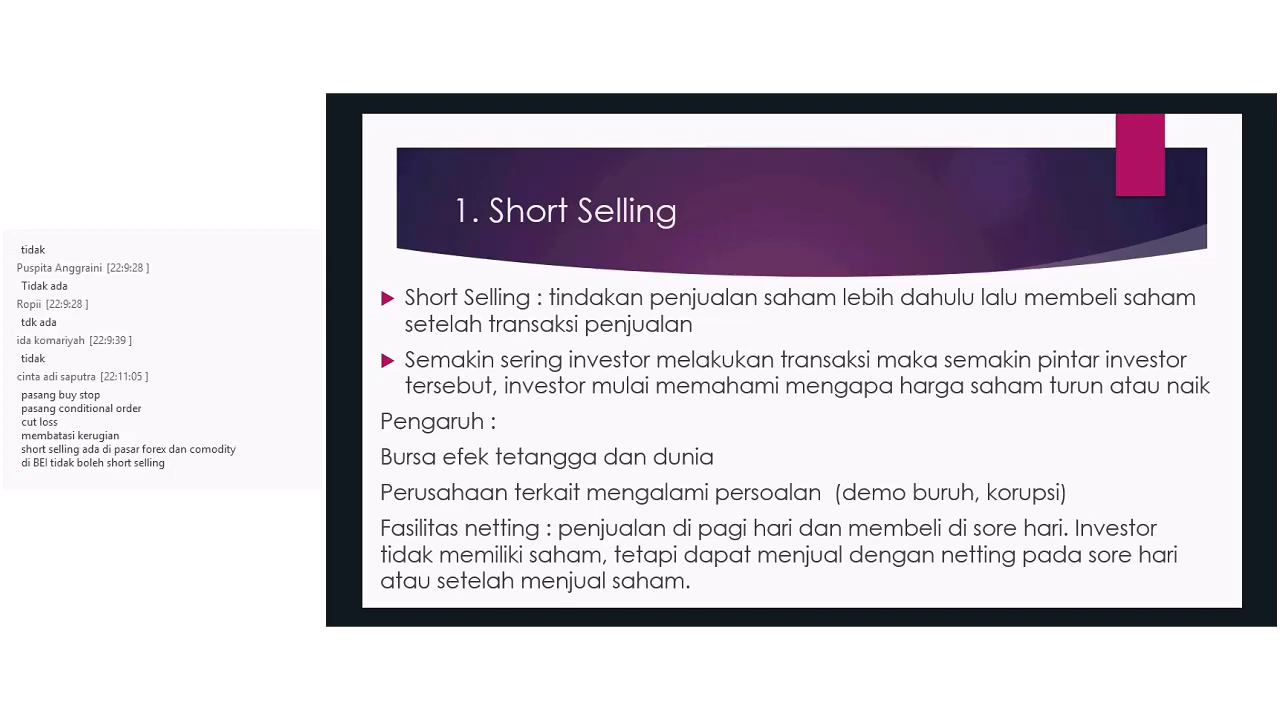 tidak
Puspita Anggraini [22:9:28 ]
Tidak ada
Ropii [22:9:28 ]
tdk ada
ida komariyah [22:9:39 ]
tidak
cinta adi saputra [22:11:05 ]
pasang buy stop
pasang conditional order
cut loss
membatasi kerugian
short selling ada di pasar forex dan comodity
di BEI tidak boleh short selling
1. Short Selling
Short Selling : tindakan penjualan saham lebih dahulu lalu membeli saham
setelah transaksi penjualan
Semakin sering investor melakukan transaksi maka semakin pintar investor
tersebut, investor mulai memahami mengapa harga saham turun atau naik
Pengaruh :
Bursa efek tetangga dan dunia
Perusahaan terkait mengalami persoalan  (demo buruh, korupsi)
Fasilitas netting : penjualan di pagi hari dan membeli di sore hari. Investor
tidak memiliki saham, tetapi dapat menjual dengan netting pada sore hari
atau setelah menjual saham.